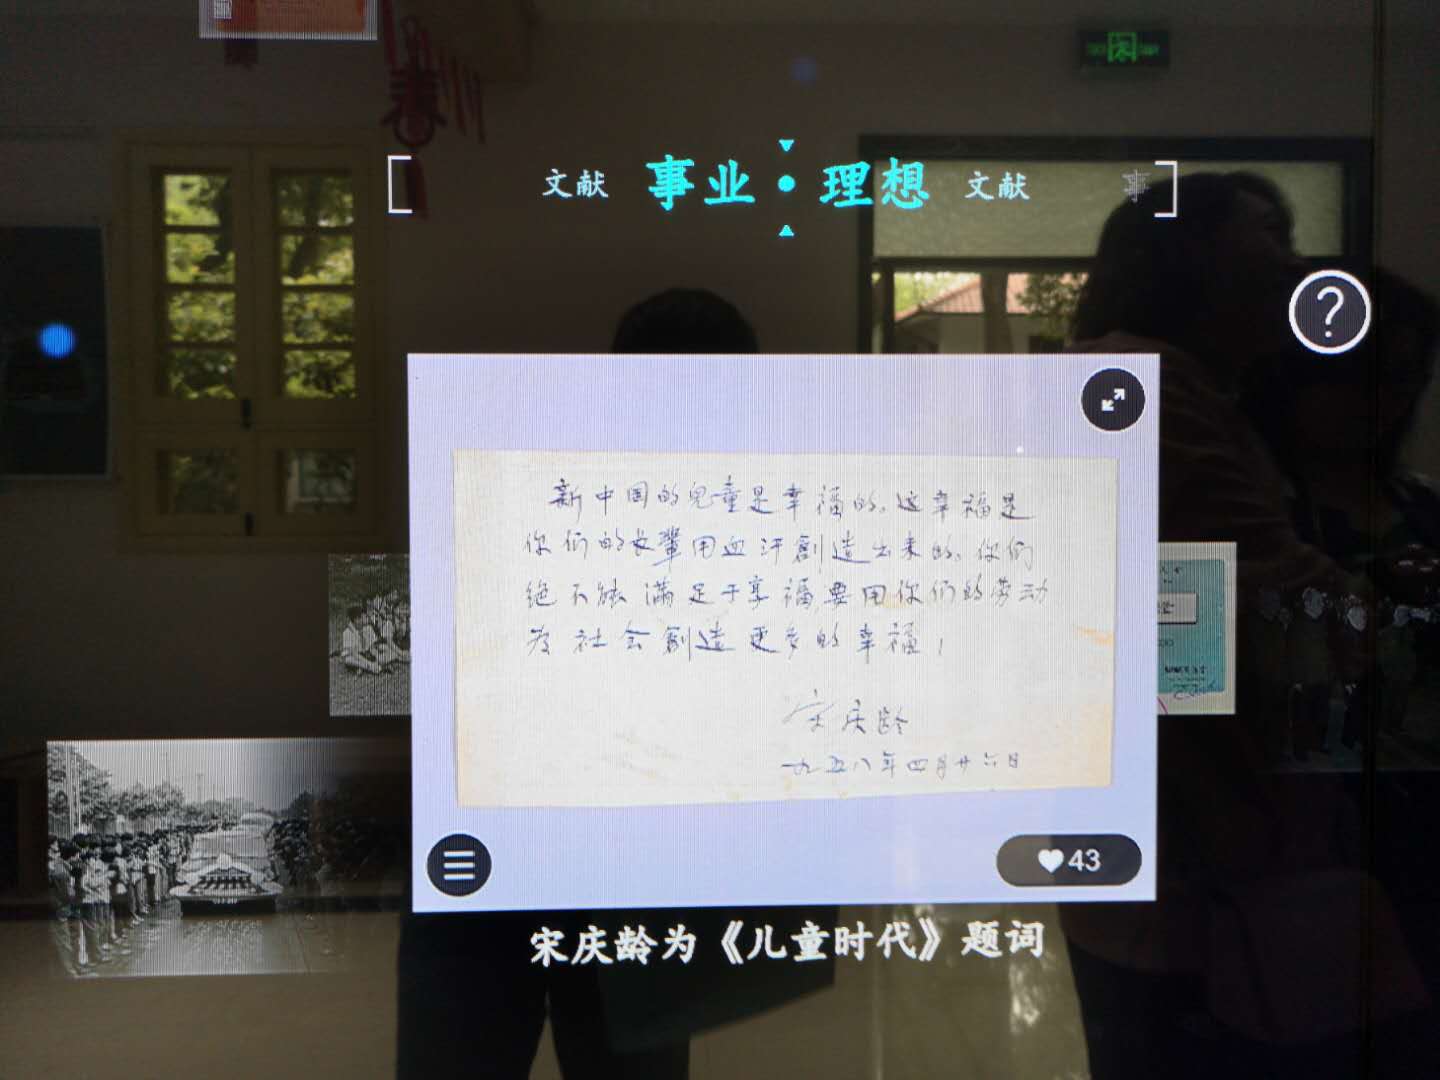 春
文献 事业·理想 文献 事
新中国的兒童是幸福的。这幸福是
你们的长輩用血汗創造出来的。你们
绝不能满足于享福要用你们的劳动
为社会創造更多的幸福！
宋庆龄
一九五八年四月廿六日
43
宋庆龄为《儿童时代》题词